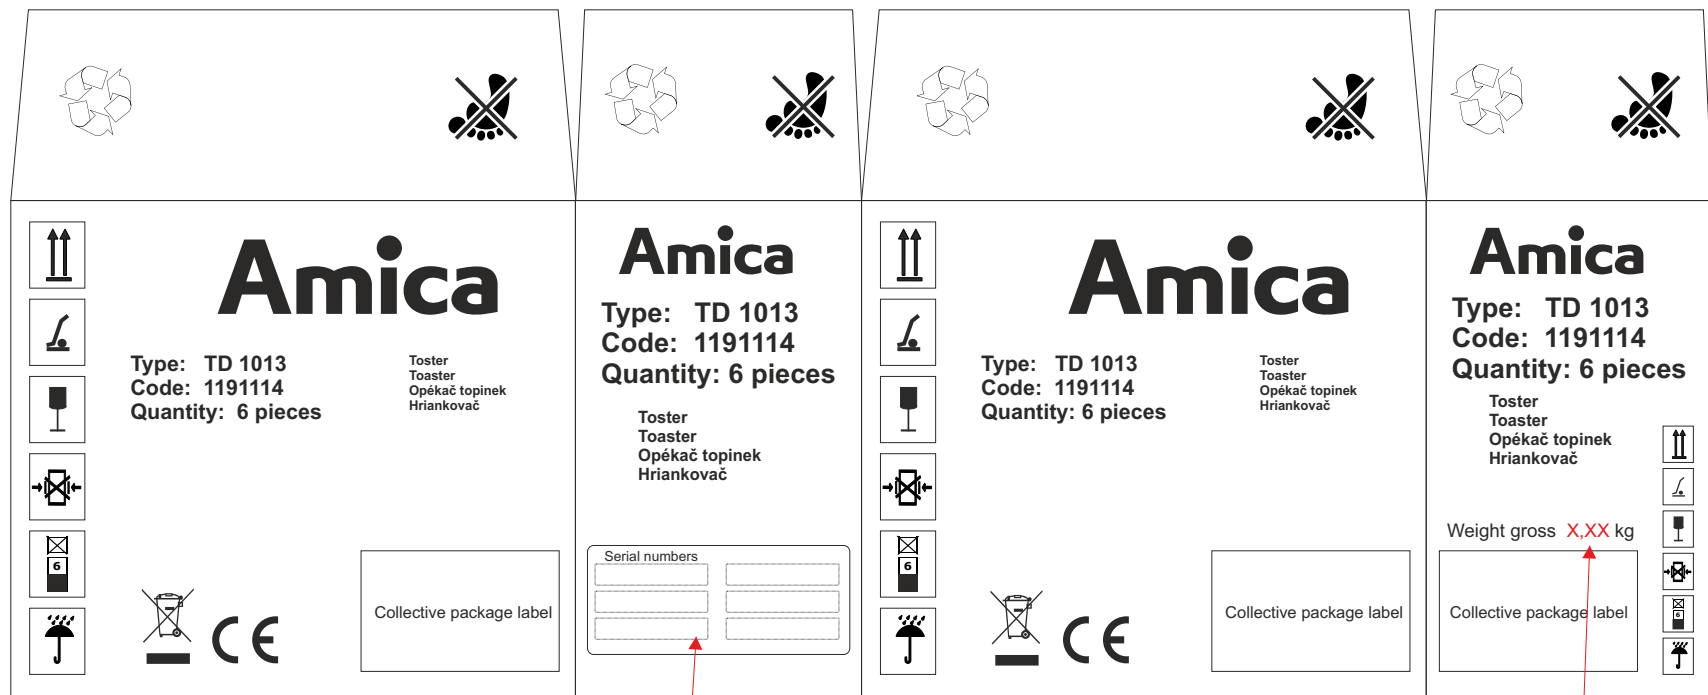 Amica
Type: TD 1013
Code: 1191114
Quantity: 6 pieces
Toster
Toaster
Opékač topinek
Hriankovač
6
CE
Collective package label
Amica
Type: TD 1013
Code: 1191114
Quantity: 6 pieces
Toster
Toaster
Opékač topinek
Hriankovač
Serial numbers
Amica
Type: TD 1013
Code: 1191114
Quantity: 6 pieces
Toster
Toaster
Opékač topinek
Hriankovač
6
CE
Collective package label
Amica
Type: TD 1013
Code: 1191114
Quantity: 6 pieces
Toster
Toaster
Opékač topinek
Hriankovač
Weight gross X,XX kg
Collective package label
6